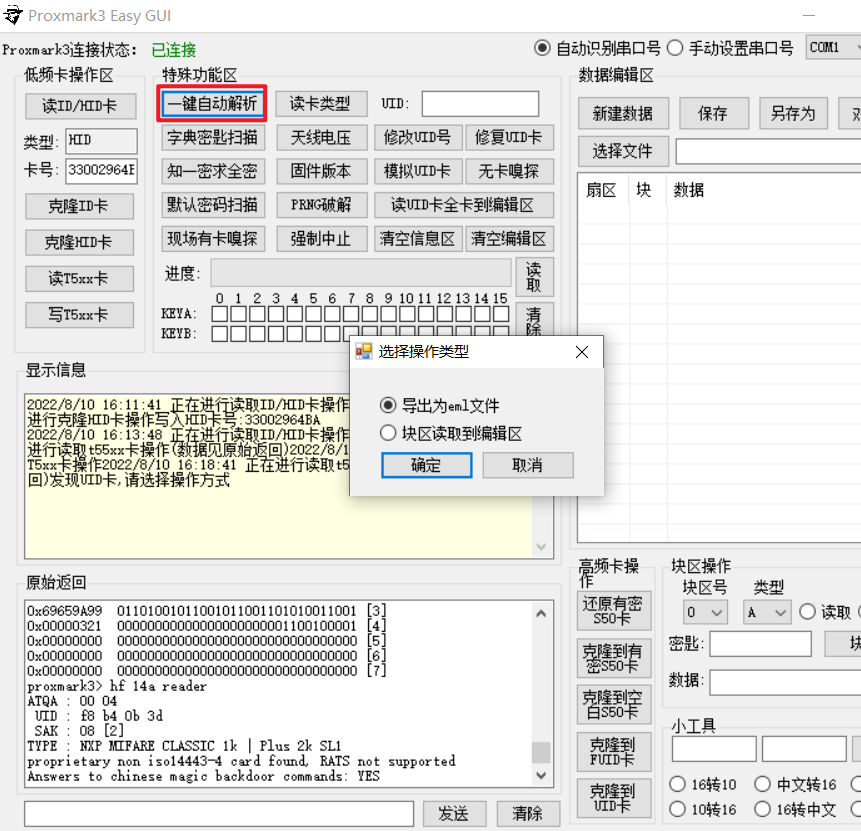 Proxmark3 Easy GUI
Proxmark3连接状态: 已连接
自动识别串口号 手动设置串口号 COM1
低频卡操作区
读ID/HID卡
类型: HID
卡号: 33002964B
克隆ID卡
克隆HID卡
读T5xx卡
写T5xx卡
特殊功能区
一键自动解析 读卡类型 UID:
字典密匙扫描 天线电压 修改UID号 修复UID卡
知一密求全密 固件版本 模拟UID卡 无卡嗅探
默认密码扫描 PRNG破解 读UID卡全卡到编辑区
现场有卡嗅探 强制中止 清空信息区 清空编辑区
进度: 读取
0 1 2 3 4 5 6 7 8 9 10 11 12 13 14 15
KEYA: 清除
KEYB:
数据编辑区
新建数据 保存 另存为
选择文件
扇区 块 数据
选择操作类型
导出为eml文件
块区读取到编辑区
确定 取消
显示信息
2022/8/10 16:11:41 正在进行读取ID/HID卡操作
进行克隆HID卡操作写入HID卡号:33002964BA
2022/8/10 16:13:48 正在进行读取ID/HID卡操作
进行读取t55xx卡操作(数据见原始返回)2022/8/1
T5xx卡操作2022/8/10 16:18:41 正在进行读取t5
回)发现UID卡,请选择操作方式
原始返回
0x69659A99 01101001011001011001101010011001 [3]
0x00000321 00000000000000000000001100100001 [4]
0x00000000 00000000000000000000000000000000 [5]
0x00000000 00000000000000000000000000000000 [6]
0x00000000 00000000000000000000000000000000 [7]
proxmark3> hf 14a reader
ATQA : 00 04
UID : f8 b4 0b 3d
SAK : 08 [2]
TYPE : NXP MIFARE CLASSIC 1k | Plus 2k SL1
proprietary non iso14443-4 card found, RATS not supported
Answers to chinese magic backdoor commands: YES
发送 清除
高频卡操作
还原有密S50卡
克隆到有密S50卡
克隆到空白S50卡
克隆到FUID卡
克隆到UID卡
块区操作
块区号 类型
0 A 读取
密匙: 块
数据:
小工具
16转10 中文转16
10转16 16转中文